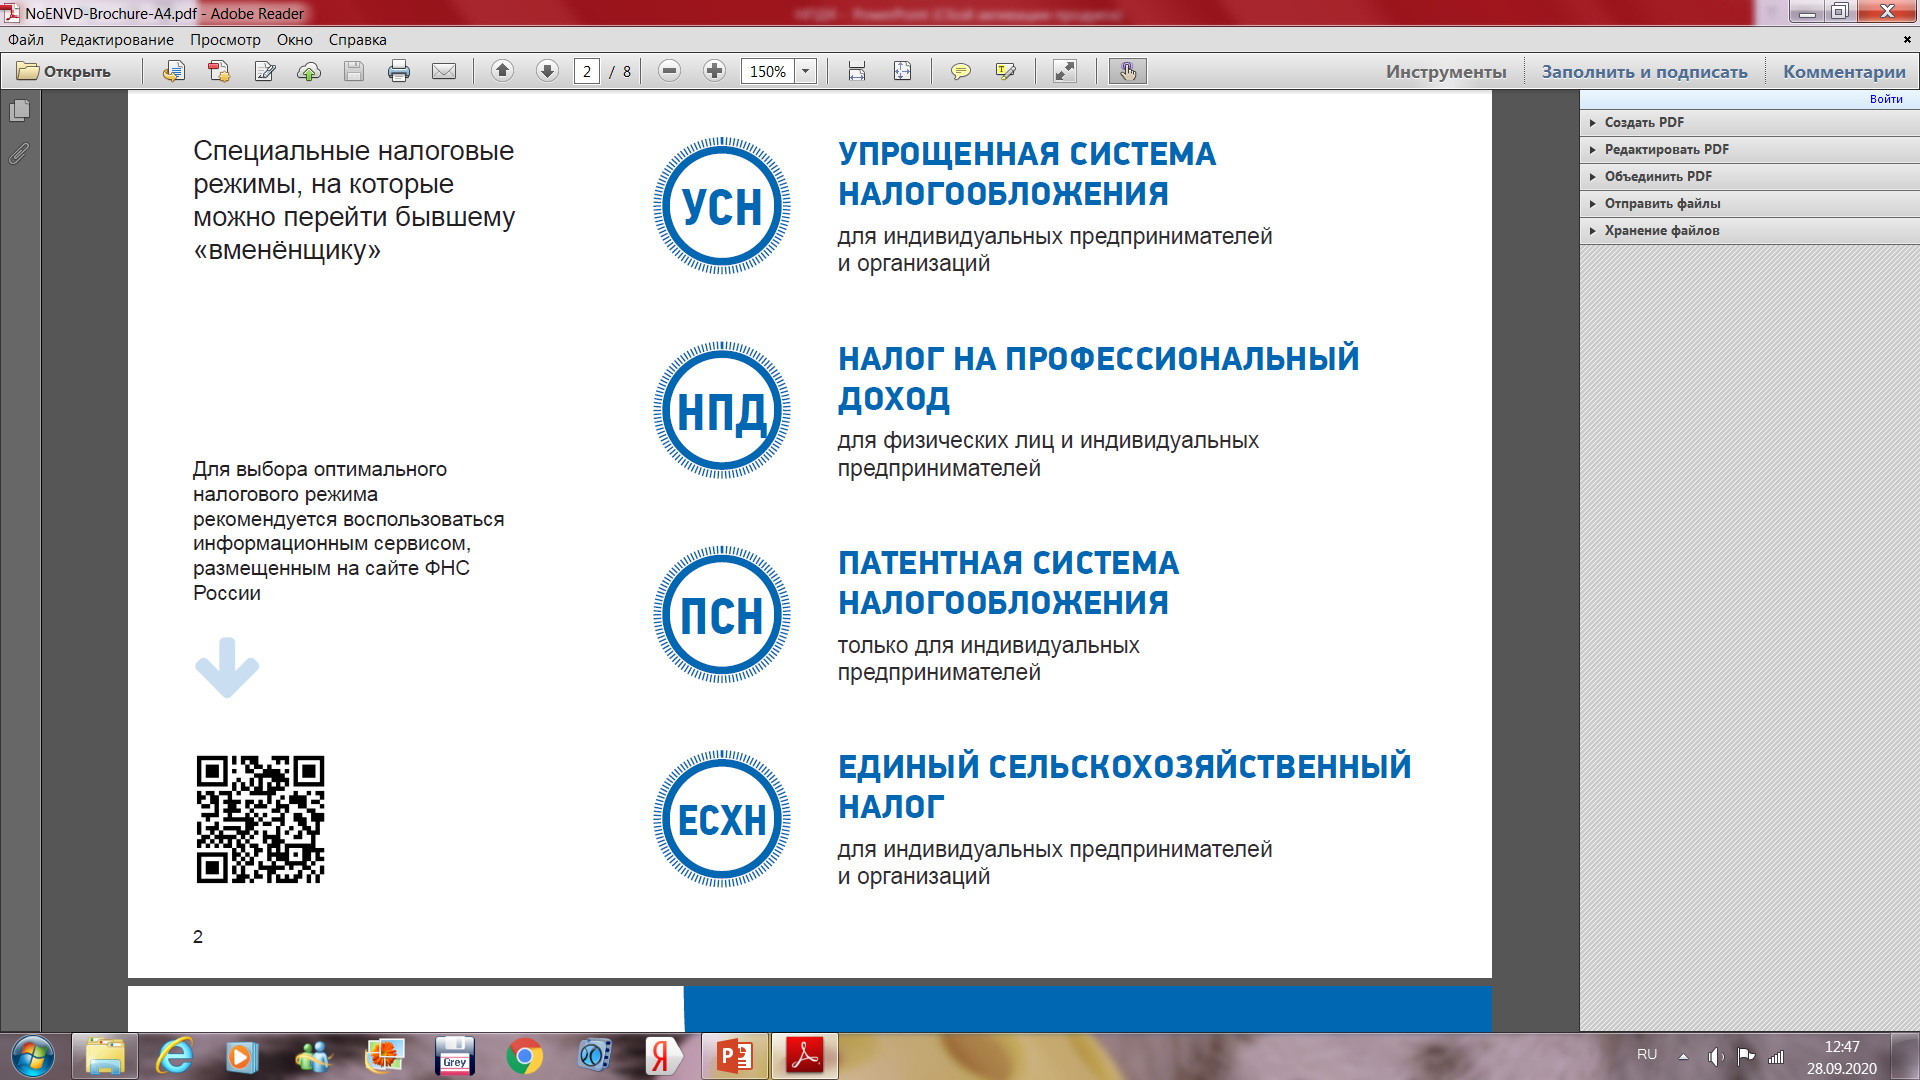 NoENVD-Brochure-A4.pdf - Adobe Reader
Файл Редактирование Просмотр Окно Справка
Открыть 2 / 8 150% Инструменты Заполнить и подписать Комментарии
Войти
Создать PDF
Редактировать PDF
Объединить PDF
Отправить файлы
Хранение файлов
Специальные налоговые
режимы, на которые
можно перейти бывшему
«вменёнщику»
Для выбора оптимального
налогового режима
рекомендуется воспользоваться
информационным сервисом,
размещенным на сайте ФНС
России
2
УСН
УПРОЩЕННАЯ СИСТЕМА
НАЛОГООБЛОЖЕНИЯ
для индивидуальных предпринимателей
и организаций
НПД
НАЛОГ НА ПРОФЕССИОНАЛЬНЫЙ
ДОХОД
для физических лиц и индивидуальных
предпринимателей
ПСН
ПАТЕНТНАЯ СИСТЕМА
НАЛОГООБЛОЖЕНИЯ
только для индивидуальных
предпринимателей
ЕСХН
ЕДИНЫЙ СЕЛЬСКОХОЗЯЙСТВЕННЫЙ
НАЛОГ
для индивидуальных предпринимателей
и организаций
Grey
Я
RU
12:47
28.09.2020